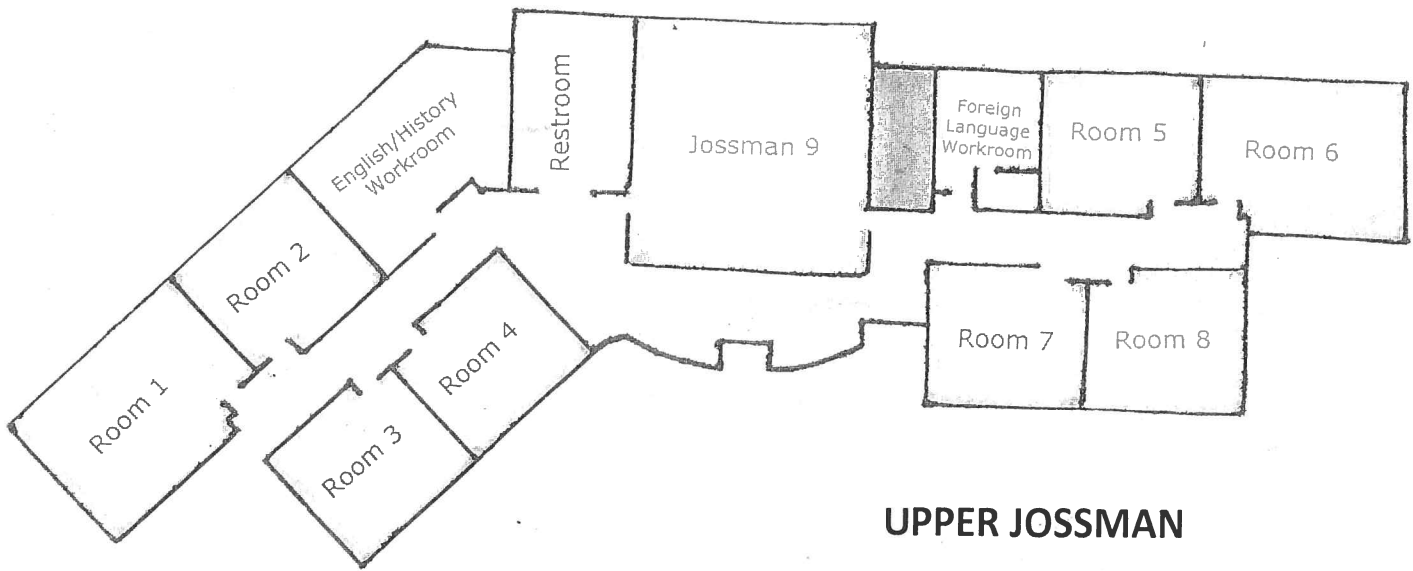 Restroom
English/History
Workroom
Jossman 9
Foreign
Language
Workroom
Room 5
Room 6
Room 2
Room 1
Room 4
Room 3
Room 7
Room 8
UPPER JOSSMAN